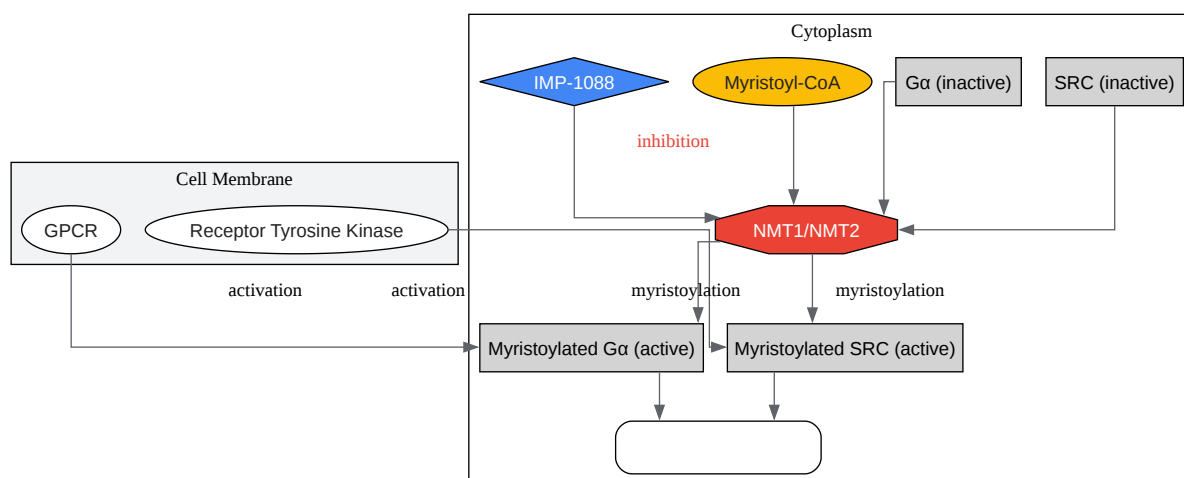 Cytoplasm
IMP-1088
Myristoyl-CoA
Gα (inactive)
SRC (inactive)
inhibition
Cell Membrane
GPCR
Receptor Tyrosine Kinase
NMT1/NMT2
activation
activation
myristoylation
myristoylation
Myristoylated Gα (active)
Myristoylated SRC (active)